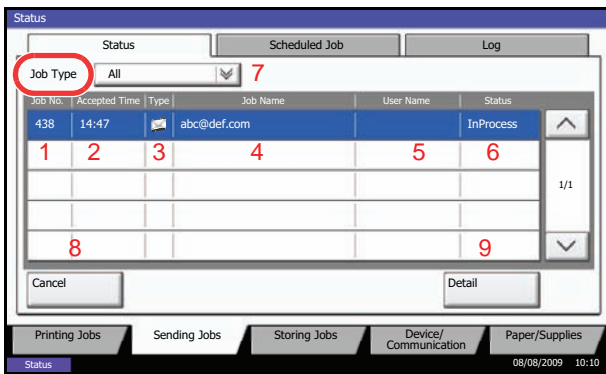 Status
Status Scheduled Job Log
Job Type All 7
Job No. Accepted Time Type Job Name User Name Status
438 14:47 abc@def.com InProcess
1 2 3 4 5 6
1/1
8 9
Cancel Detail
Printing Jobs Sending Jobs Storing Jobs Device/ Paper/Supplies
Communication
Status 08/08/2009 10:10